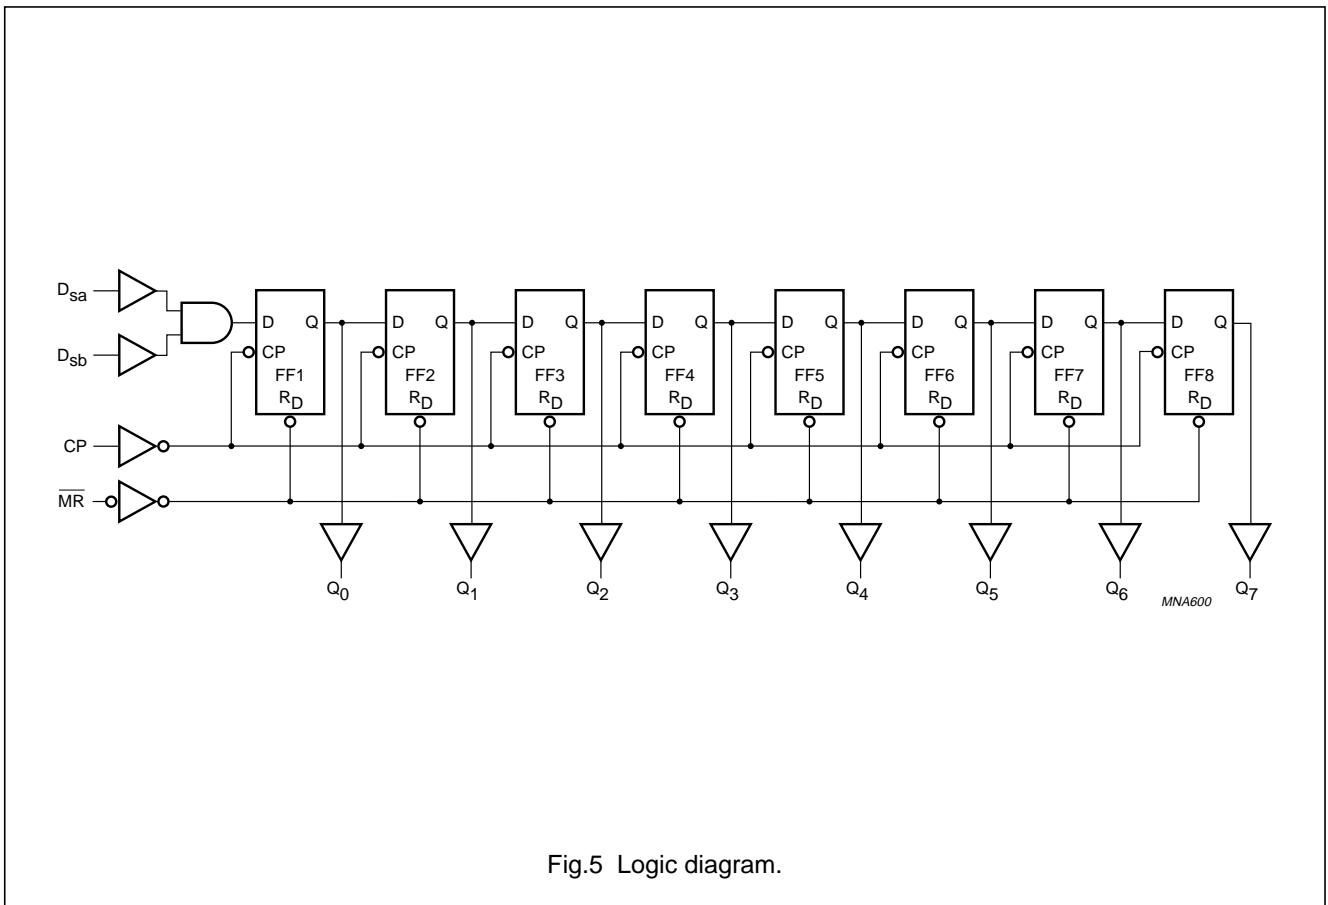 D_sa
D Q D Q D Q D Q D Q D Q D Q D Q
D_sb
CP CP CP CP CP CP CP CP
FF1 FF2 FF3 FF4 FF5 FF6 FF7 FF8
R_D R_D R_D R_D R_D R_D R_D R_D
CP
M̅R̅
Q_0 Q_1 Q_2 Q_3 Q_4 Q_5 Q_6 Q_7
MNA600
Fig.5 Logic diagram.